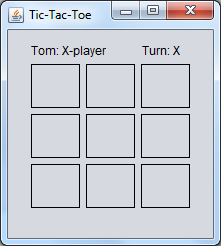 Tic-Tac-Toe
Tom: X-player Turn: X